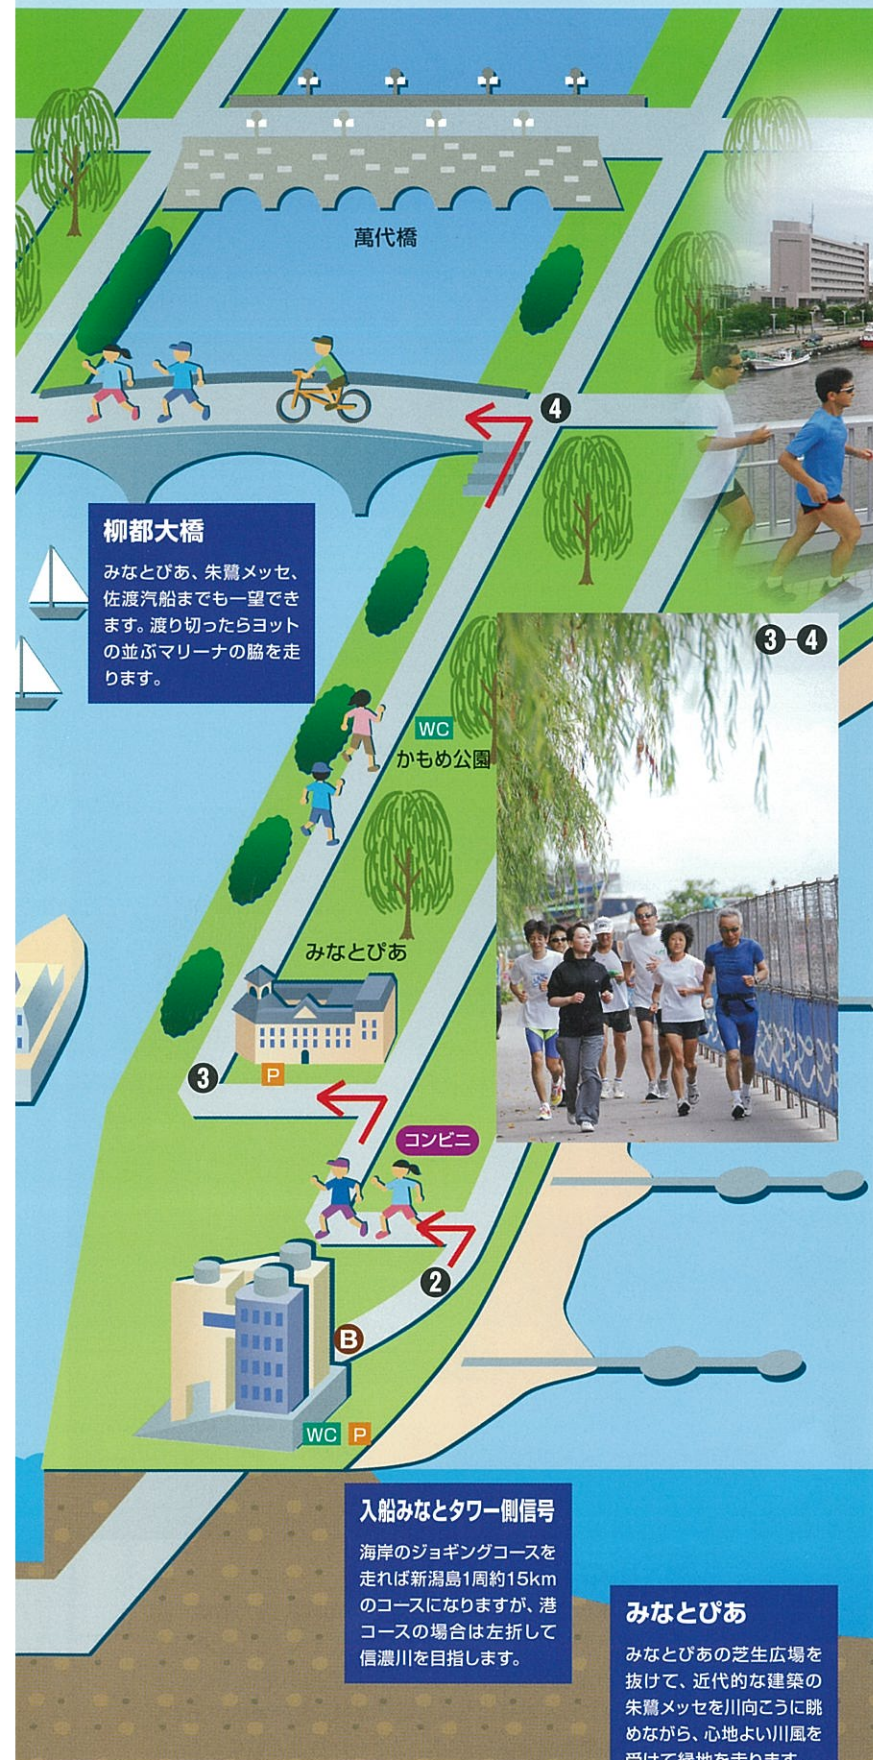 萬代橋
4
柳都大橋
みなとぴあ、朱鷺メッセ、
佐渡汽船までも一望でき
ます。渡り切ったらヨット
の並ぶマリーナの脇を走
ります。
3-4
WC
かもめ公園
みなとぴあ
3
P
コンビニ
2
B
WC P
入船みなとタワー側信号
海岸のジョギングコースを
走れば新潟島1周約15km
のコースになりますが、港
コースの場合は左折して
信濃川を目指します。
みなとぴあ
みなとぴあの芝生広場を
抜けて、近代的な建築の
朱鷺メッセを川向こうに眺
めながら、心地よい川風を
受けて緑地を走ります。